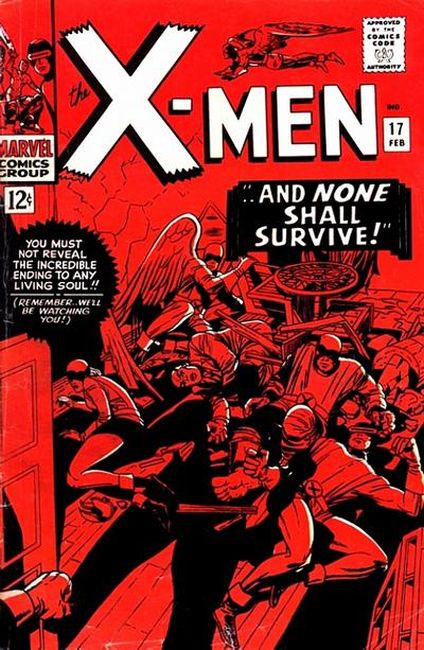 the
X-MEN
APPROVED
BY THE
COMICS
CODE
AUTHORITY
IND
17
FEB
MARVEL
COMICS
GROUP
12¢
"..AND NONE
SHALL
SURVIVE!"
YOU MUST
NOT REVEAL
THE INCREDIBLE
ENDING TO ANY
LIVING SOUL!!
(REMEMBER..WE'LL
BE WATCHING
YOU!)